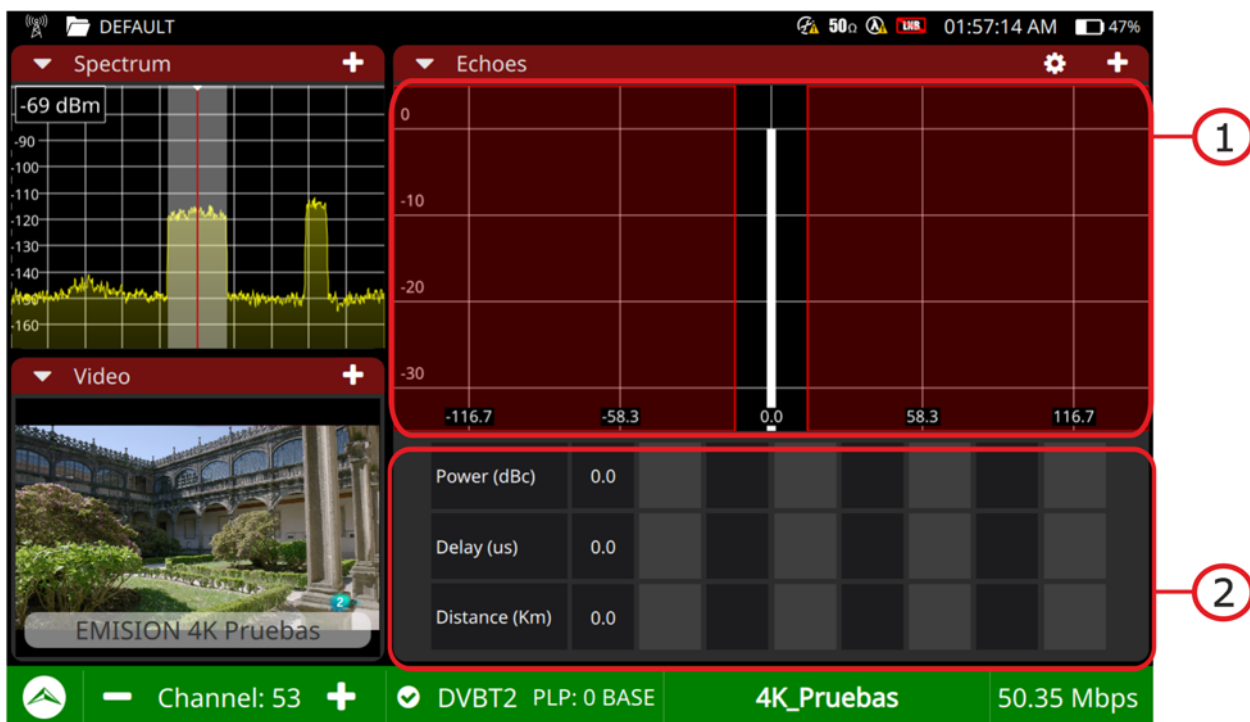 DEFAULT
50Ω
LNB
01:57:14 AM
47%
Spectrum
Echoes
-69 dBm
-90
-100
-110
-120
-130
-140
-160
0
-10
-20
-30
-116.7
-58.3
0.0
58.3
116.7
1
Video
2
EMISION 4K Pruebas
Power (dBc) 0.0
Delay (us) 0.0
Distance (Km) 0.0
2
Channel: 53
DVBT2 PLP: 0 BASE
4K_Pruebas
50.35 Mbps